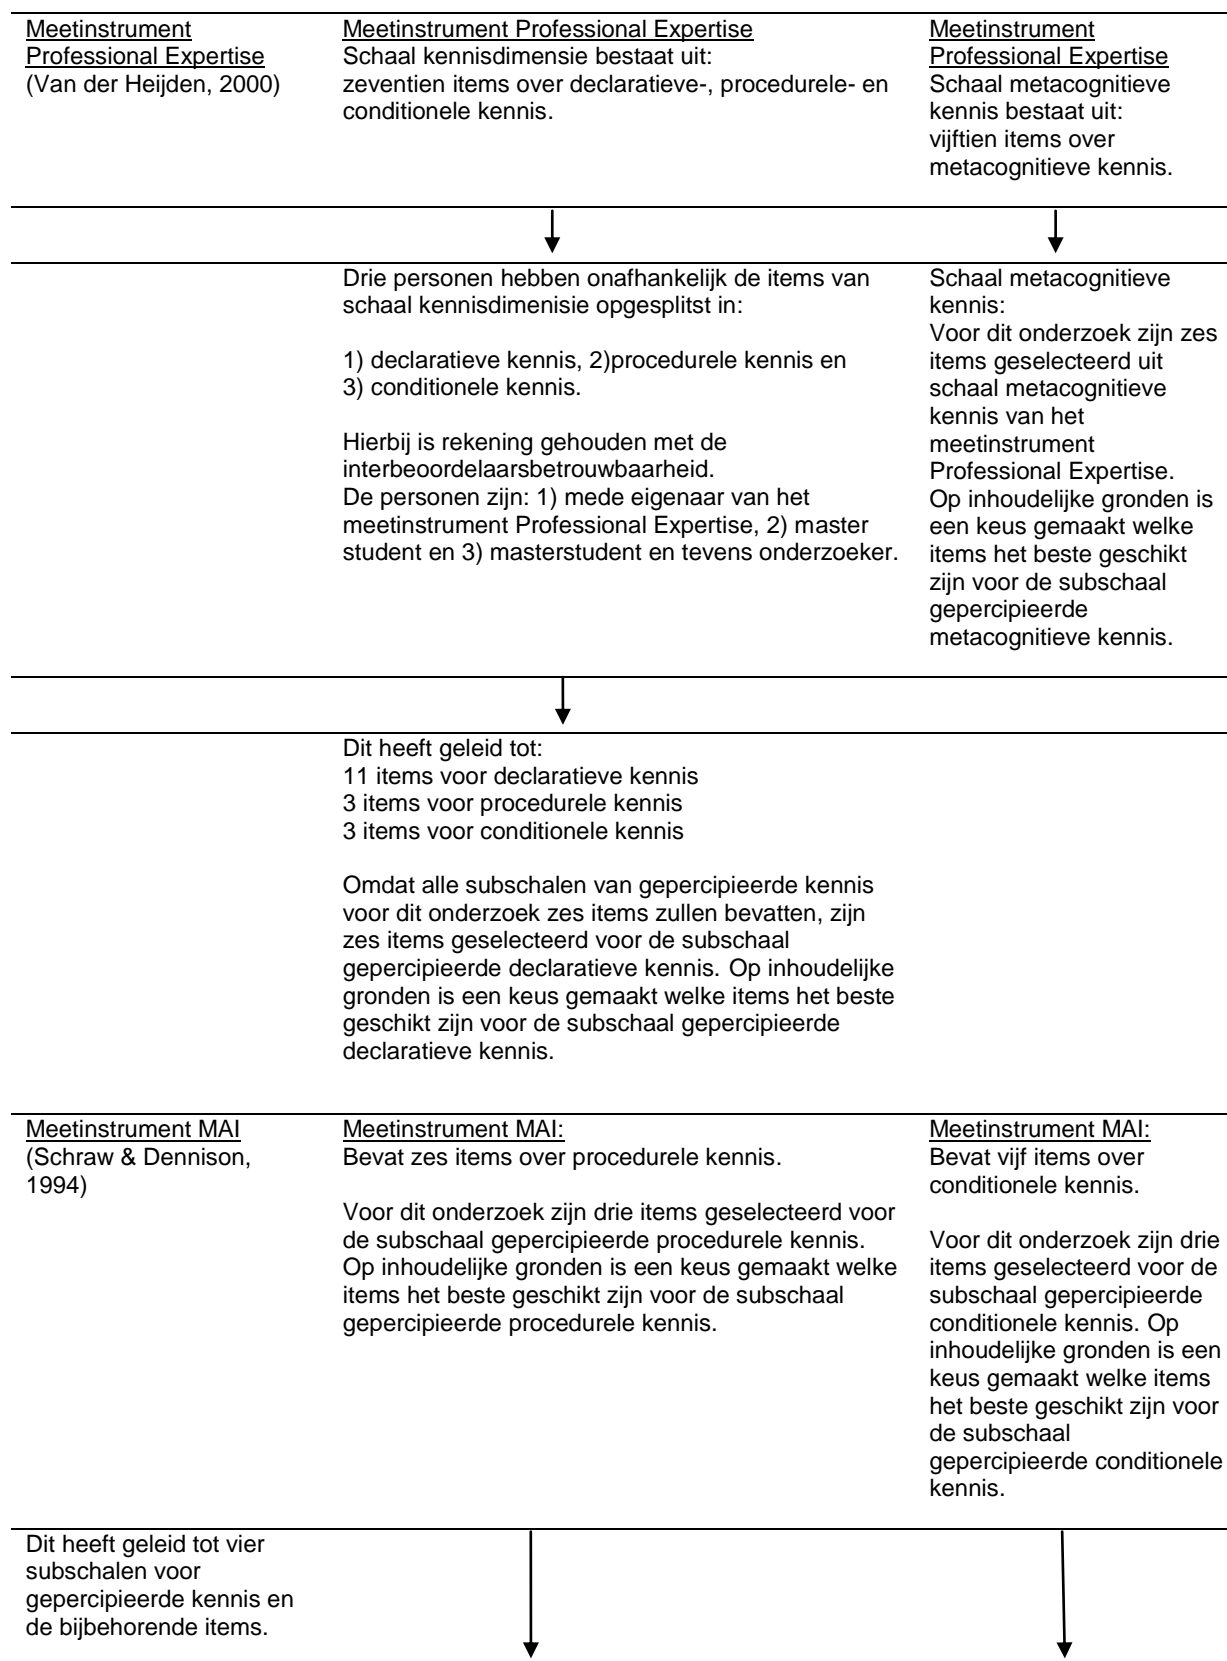 Meetinstrument
Professional Expertise
(Van der Heijden, 2000)
Meetinstrument Professional Expertise
Schaal kennisdimensie bestaat uit:
zeventien items over declaratieve-, procedurele- en
conditionele kennis.
Meetinstrument
Professional Expertise
Schaal metacognitieve
kennis bestaat uit:
vijftien items over
metacognitieve kennis.
Drie personen hebben onafhankelijk de items van
schaal kennisdimenisie opgesplitst in:
1) declaratieve kennis, 2)procedurele kennis en
3) conditionele kennis.
Hierbij is rekening gehouden met de
interbeoordelaarsbetrouwbaarheid.
De personen zijn: 1) mede eigenaar van het
meetinstrument Professional Expertise, 2) master
student en 3) masterstudent en tevens onderzoeker.
Schaal metacognitieve
kennis:
Voor dit onderzoek zijn zes
items geselecteerd uit
schaal metacognitieve
kennis van het
meetinstrument
Professional Expertise.
Op inhoudelijke gronden is
een keus gemaakt welke
items het beste geschikt
zijn voor de subschaal
gepercipieerde
metacognitieve kennis.
Dit heeft geleid tot:
11 items voor declaratieve kennis
3 items voor procedurele kennis
3 items voor conditionele kennis
Omdat alle subschalen van gepercipieerde kennis
voor dit onderzoek zes items zullen bevatten, zijn
zes items geselecteerd voor de subschaal
gepercipieerde declaratieve kennis. Op inhoudelijke
gronden is een keus gemaakt welke items het beste
geschikt zijn voor de subschaal gepercipieerde
declaratieve kennis.
Meetinstrument MAI
(Schraw & Dennison,
1994)
Meetinstrument MAI:
Bevat zes items over procedurele kennis.
Voor dit onderzoek zijn drie items geselecteerd voor
de subschaal gepercipieerde procedurele kennis.
Op inhoudelijke gronden is een keus gemaakt welke
items het beste geschikt zijn voor de subschaal
gepercipieerde procedurele kennis.
Meetinstrument MAI:
Bevat vijf items over
conditionele kennis.
Voor dit onderzoek zijn drie
items geselecteerd voor de
subschaal gepercipieerde
conditionele kennis. Op
inhoudelijke gronden is een
keus gemaakt welke items
het beste geschikt zijn voor
de subschaal
gepercipieerde conditionele
kennis.
Dit heeft geleid tot vier
subschalen voor
gepercipieerde kennis en
de bijbehorende items.